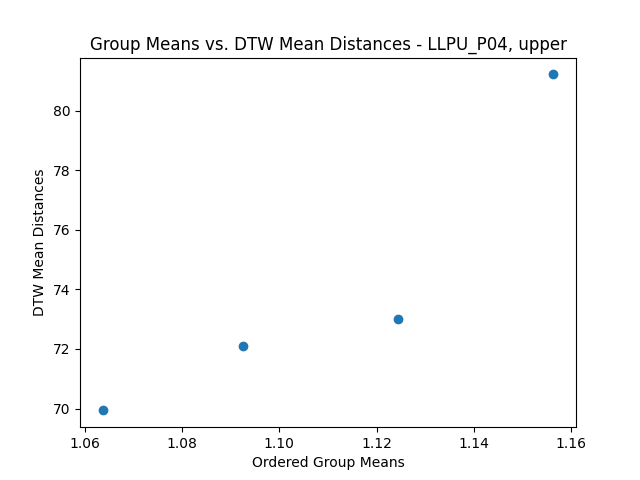 Group Means vs. DTW Mean Distances - LLPU_P04, upper
80
78
76
74
72
70
DTW Mean Distances
1.06 1.08 1.10 1.12 1.14 1.16
Ordered Group Means